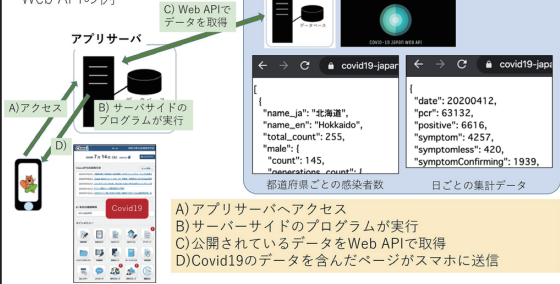 Web APIの例
C) Web APIで
データを取得
アプリサーバ
データベース
COVID-19 JAPAN WEB API
A)アクセス
B) サーバサイドの
プログラムが実行
D)
Covid19
covid19-japan
[
{
"name_ja": "北海道",
"name_en": "Hokkaido",
"total_count": 255,
"male": {
"count": 145,
"generations_count": {
都道府県ごとの感染者数
covid19-japa
{
"date": 20200412,
"pcr": 63132,
"positive": 6616,
"symptom": 4257,
"symptomless": 420,
"symptomConfirming": 1939,
日ごとの集計データ
A)アプリサーバへアクセス
B)サーバーサイドのプログラムが実行
C)公開されているデータをWeb APIで取得
D)Covid19のデータを含んだページがスマホに送信